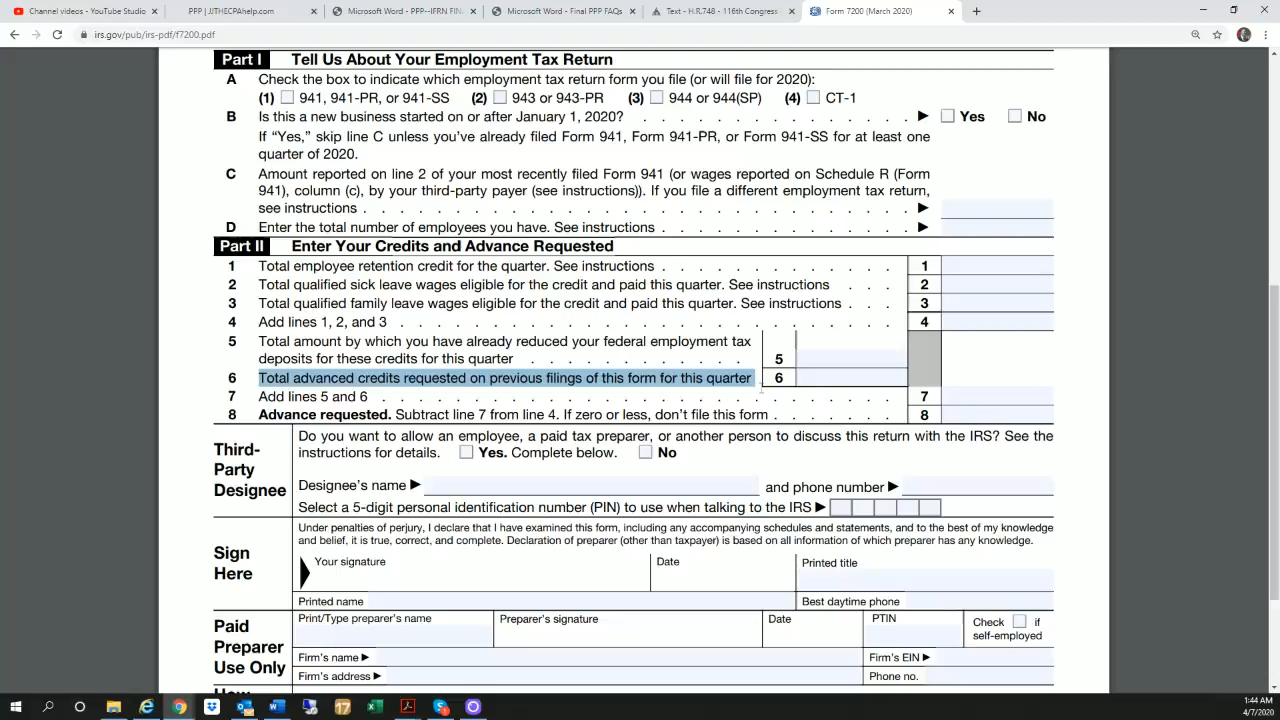 Channel videos - YouTube Studio
PPP | JJTHECPAhelp.com
Microsoft Word - PPP--IFRN FIN
Microsoft Word - Final PPP FAQs
Text - H.R.748 - 116th Congress
Form 7200 (March 2020)
irs.gov/pub/irs-pdf/f7200.pdf
Part I Tell Us About Your Employment Tax Return
A Check the box to indicate which employment tax return form you file (or will file for 2020):
(1) 941, 941-PR, or 941-SS (2) 943 or 943-PR (3) 944 or 944(SP) (4) CT-1
B Is this a new business started on or after January 1, 2020? . . . . . . . . . . . . . . . ▶ Yes No
If “Yes,” skip line C unless you’ve already filed Form 941, Form 941-PR, or Form 941-SS for at least one
quarter of 2020.
C Amount reported on line 2 of your most recently filed Form 941 (or wages reported on Schedule R (Form
941), column (c), by your third-party payer (see instructions)). If you file a different employment tax return,
see instructions . . . . . . . . . . . . . . . . . . . . . . . . . . . . . ▶
D Enter the total number of employees you have. See instructions . . . . . . . . . . . . . ▶
Part II Enter Your Credits and Advance Requested
1 Total employee retention credit for the quarter. See instructions . . . . . . . . . . . . 1
2 Total qualified sick leave wages eligible for the credit and paid this quarter. See instructions . . . 2
3 Total qualified family leave wages eligible for the credit and paid this quarter. See instructions . . . 3
4 Add lines 1, 2, and 3 . . . . . . . . . . . . . . . . . . . . . . . . . . 4
5 Total amount by which you have already reduced your federal employment tax
deposits for these credits for this quarter . . . . . . . . . . . 5
6 Total advanced credits requested on previous filings of this form for this quarter 6
7 Add lines 5 and 6 . . . . . . . . . . . . . . . . . . . . . . . . . . . 7
8 Advance requested. Subtract line 7 from line 4. If zero or less, don’t file this form . . . . . . . 8
Third-
Party
Designee
Do you want to allow an employee, a paid tax preparer, or another person to discuss this return with the IRS? See the
instructions for details. Yes. Complete below. No
Designee’s name ▶ and phone number ▶
Select a 5-digit personal identification number (PIN) to use when talking to the IRS ▶
Sign
Here
Under penalties of perjury, I declare that I have examined this form, including any accompanying schedules and statements, and to the best of my knowledge
and belief, it is true, correct, and complete. Declaration of preparer (other than taxpayer) is based on all information of which preparer has any knowledge.
Your signature Date Printed title
Printed name Best daytime phone
Paid
Preparer
Use Only
Print/Type preparer’s name Preparer’s signature Date PTIN Check if
self-employed
Firm’s name ▶ Firm’s EIN ▶
Firm’s address ▶ Phone no.
1:44 AM
4/7/2020